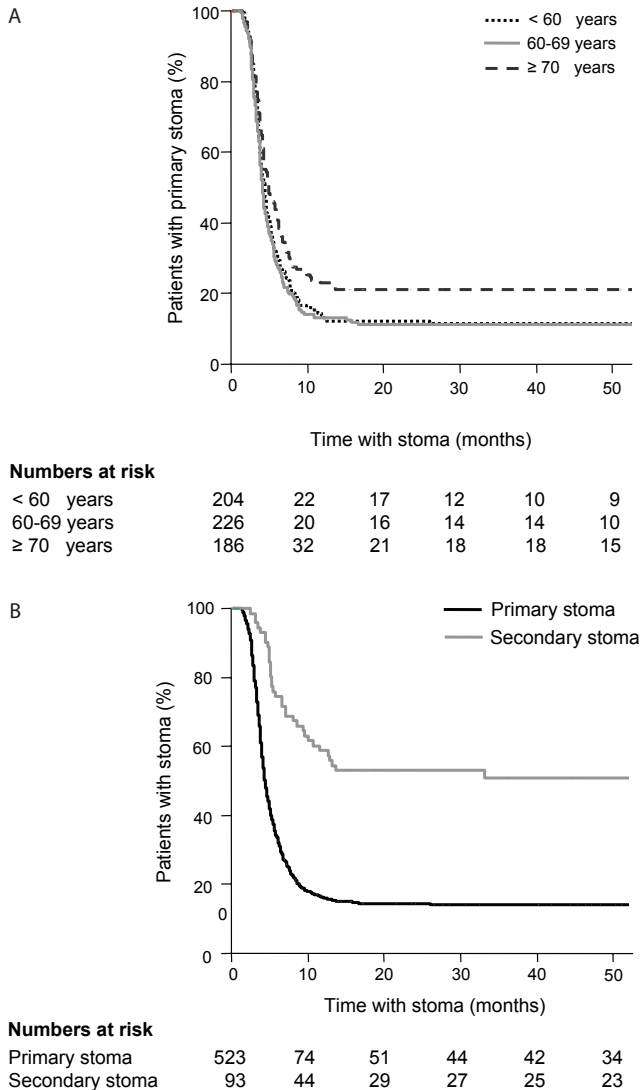 A
Patients with primary stoma (%)
100
80
60
40
20
0
0 10 20 30 40 50
Time with stoma (months)
< 60 years
60-69 years
≥ 70 years
Numbers at risk
< 60 years 204 22 17 12 10 9
60-69 years 226 20 16 14 14 10
≥ 70 years 186 32 21 18 18 15
B
Patients with stoma (%)
100
80
60
40
20
0
0
0 10 20 30 40 50
Time with stoma (months)
Primary stoma
Secondary stoma
Numbers at risk
Primary stoma 523 74 51 44 42 34
Secondary stoma 93 44 29 27 25 23